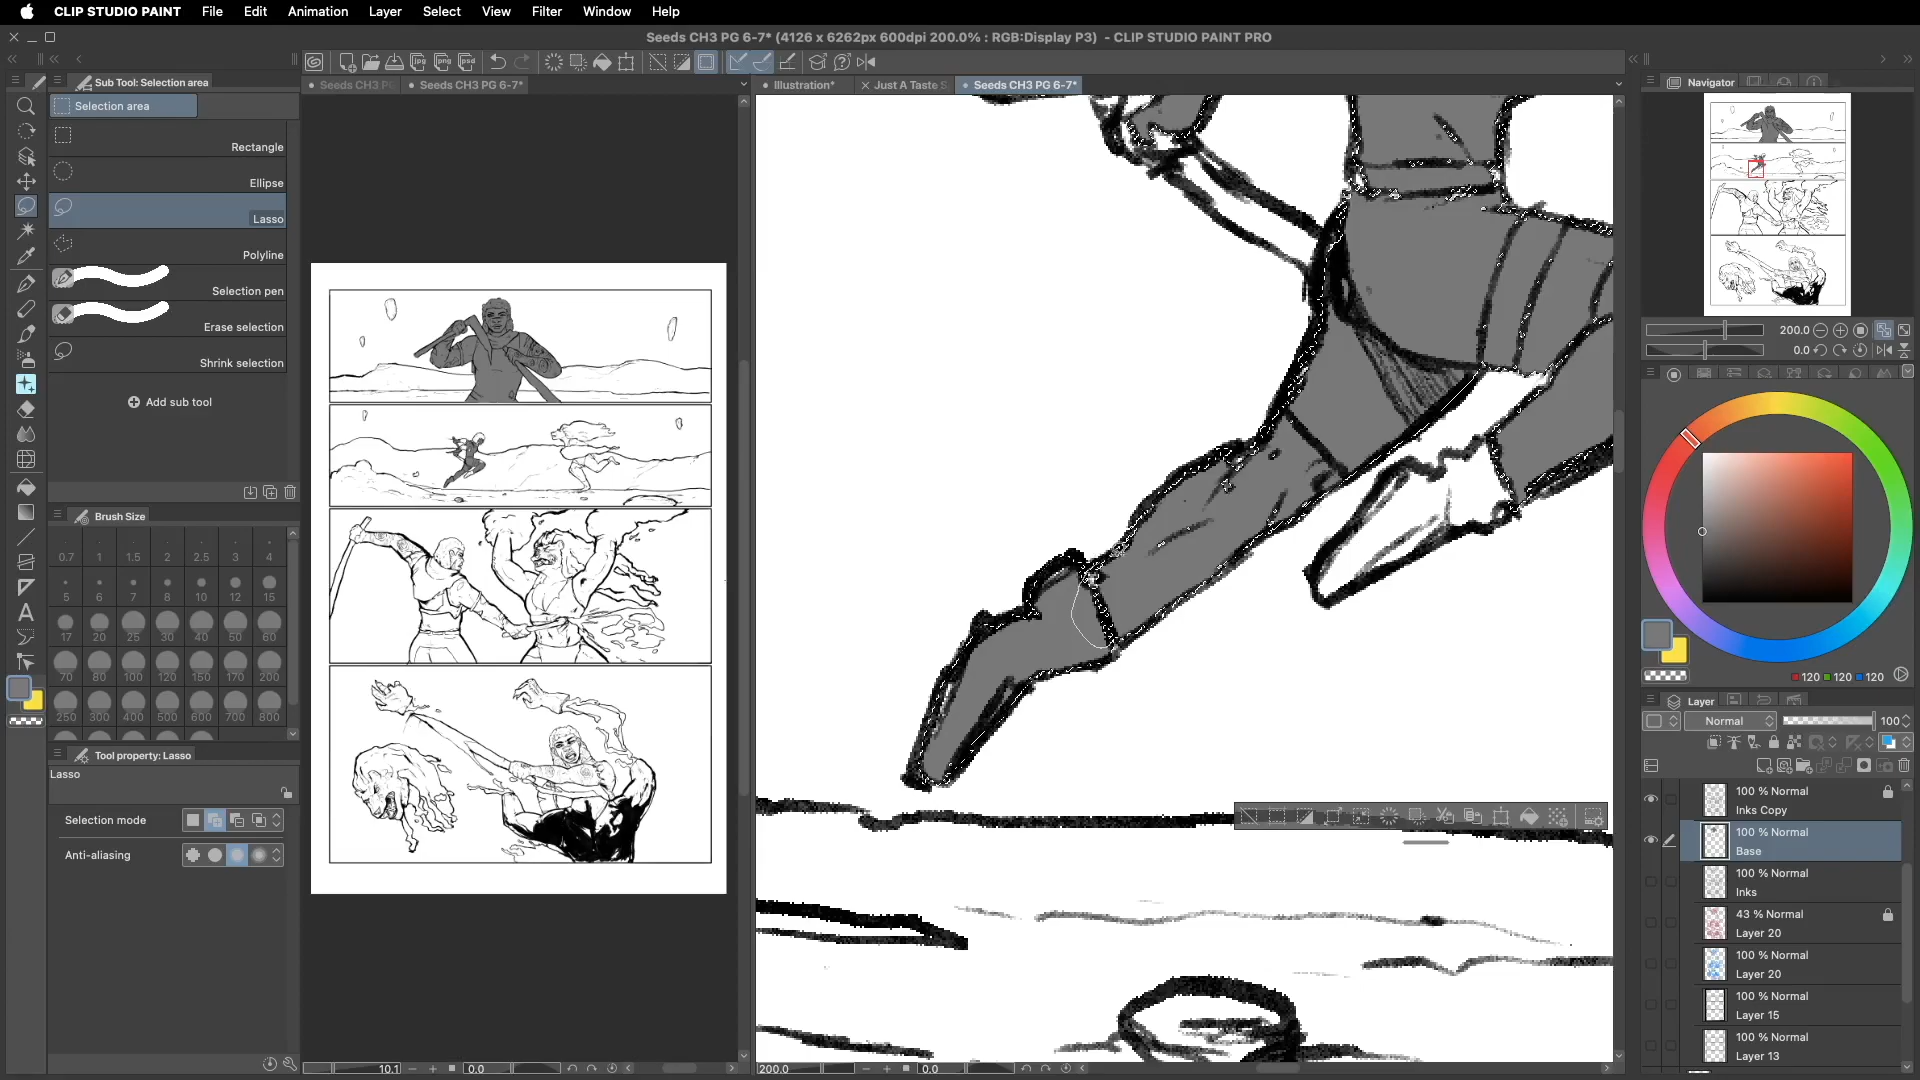 CLIP STUDIO PAINT File Edit Animation Layer Select View Filter Window Help
Seeds CH3 PG 6-7* (4126 x 6262px 600dpi 200.0% : RGB:Display P3) - CLIP STUDIO PAINT PRO
Sub Tool: Selection area
Seeds CH3 P
Seeds CH3 PG 6-7*
Illustration*
Just A Taste S
Seeds CH3 PG 6-7*
Navigator
Selection area
Rectangle
Ellipse
Lasso
Polyline
Selection pen
Erase selection
Shrink selection
Add sub tool
Brush Size
0.7 1 1.5 2 2.5 3 4
5 6 7 8 10 12 15
17 20 25 30 40 50 60
70 80 100 120 150 170 200
250 300 400 500 600 700 800
Tool property: Lasso
Lasso
Selection mode
Anti-aliasing
10.1
0.0
200.0
0.0
200.0
0.0
120 120 120
Layer
Normal 100
100 % Normal
Inks Copy
100 % Normal
Base
100 % Normal
Inks
43 % Normal
Layer 20
100 % Normal
Layer 20
100 % Normal
Layer 15
100 % Normal
Layer 13